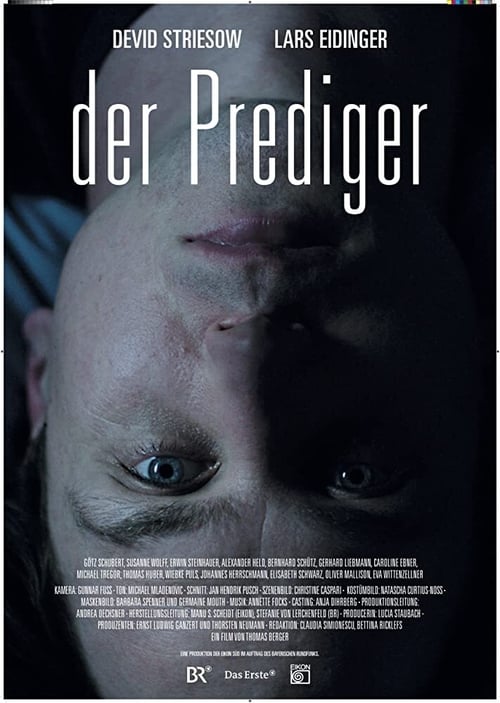 DEVID STRIESOW LARS EIDINGER
der Prediger
GÖTZ SCHUBERT, SUSANNE WOLFF, ERWIN STEINHAUER, ALEXANDER HELD, BERNHARD SCHÜTZ, GERHARD LIEBMANN, CAROLINE EBNER,
MICHAEL TREGOR, THOMAS HUBER, WIEBKE PULS, JOHANNES HERRSCHMANN, ELISABETH SCHWARZ, OLIVER MALLISON, EVA WITTENZELLNER
KAMERA: GUNNAR FUSS · TON: MICHAEL MLADENOVIC · SCHNITT: JAN HENDRIK PUSCH · SZENENBILD: CHRISTINE CASPARI · KOSTÜMBILD: NATASCHA CURTIUS-NOSS ·
MASKENBILD: BARBARA SPENNER UND GERMAINE MOUTH · MUSIK: ANNETTE FOCKS · CASTING: ANJA DIHRBERG · PRODUKTIONSLEITUNG:
ANDREA BECKSNER · HERSTELLUNGSLEITUNG: MANU S. SCHEIDT (EIKON), STEFANIE VON LERCHENFELD (BR) · PRODUCERIN: LUCIA STAUBACH ·
PRODUZENTEN: ERNST LUDWIG GANZERT UND THORSTEN NEUMANN · REDAKTION: CLAUDIA SIMIONESCU, BETTINA RICKLEFS
EIN FILM VON THOMAS BERGER
EINE PRODUKTION DER EIKON SÜD IM AUFTRAG DES BAYERISCHEN RUNDFUNKS.
BR Das Erste EIKON